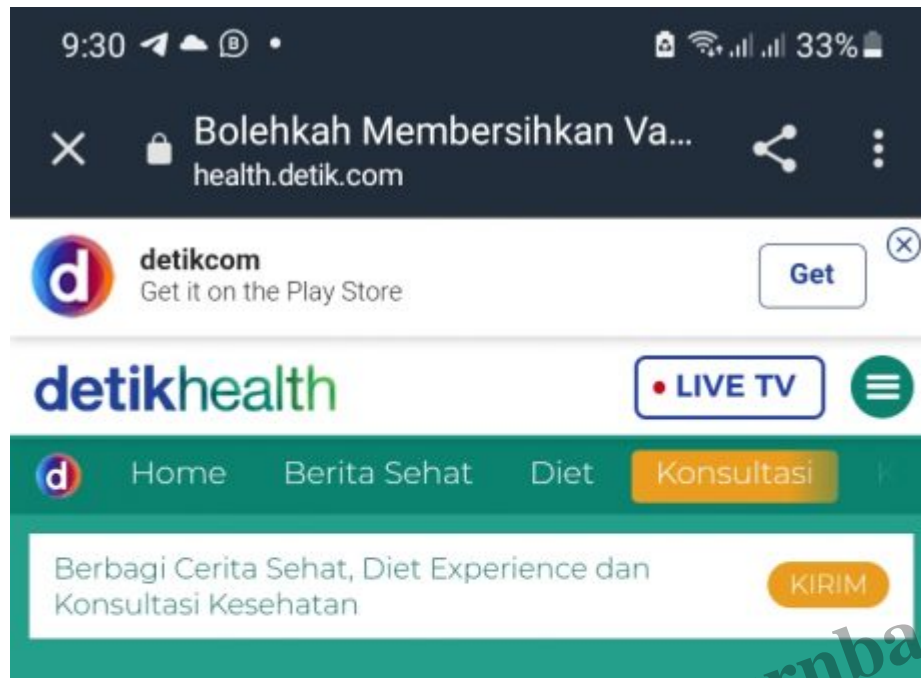 9:30
33%
Bolehkah Membersihkan Va...
health.detik.com
detikcom
Get it on the Play Store
Get
detikhealth
LIVE TV
Home Berita Sehat Diet Konsultasi K
Berbagi Cerita Sehat, Diet Experience dan
Konsultasi Kesehatan
KIRIM